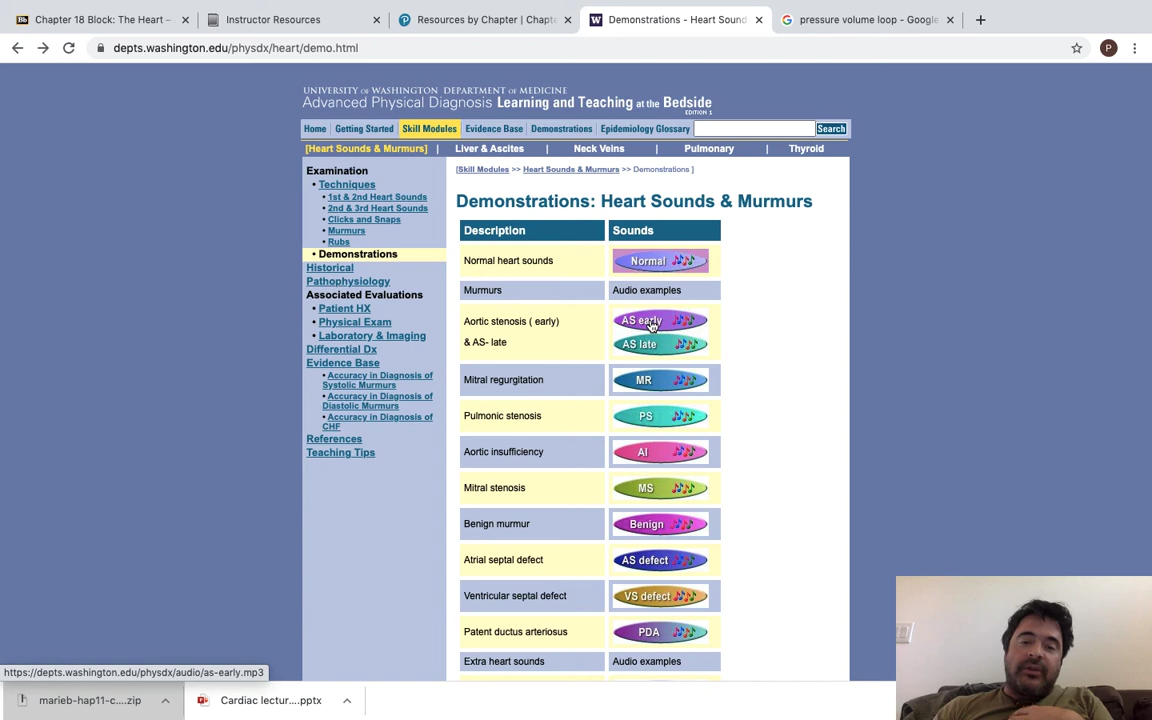 Chapter 18 Block: The Heart –
Instructor Resources
Resources by Chapter | Chapte
Demonstrations - Heart Sound
pressure volume loop - Google
depts.washington.edu/physdx/heart/demo.html
P
UNIVERSITY OF WASHINGTON DEPARTMENT OF MEDICINE
Advanced Physical Diagnosis Learning and Teaching at the Bedside
EDITION 1
Home | Getting Started | Skill Modules | Evidence Base | Demonstrations | Epidemiology Glossary Search
[Heart Sounds & Murmurs] | Liver & Ascites | Neck Veins | Pulmonary | Thyroid
Examination
• Techniques
• 1st & 2nd Heart Sounds
• 2nd & 3rd Heart Sounds
• Clicks and Snaps
• Murmurs
• Rubs
• Demonstrations
Historical
Pathophysiology
Associated Evaluations
• Patient HX
• Physical Exam
• Laboratory & Imaging
Differential Dx
Evidence Base
• Accuracy in Diagnosis of
Systolic Murmurs
• Accuracy in Diagnosis of
Diastolic Murmurs
• Accuracy in Diagnosis of
CHF
References
Teaching Tips
[Skill Modules >> Heart Sounds & Murmurs >> Demonstrations ]
Demonstrations: Heart Sounds & Murmurs
Description Sounds
Normal heart sounds Normal
Murmurs Audio examples
Aortic stenosis ( early) AS early
& AS- late AS late
Mitral regurgitation MR
Pulmonic stenosis PS
Aortic insufficiency AI
Mitral stenosis MS
Benign murmur Benign
Atrial septal defect AS defect
Ventricular septal defect VS defect
Patent ductus arteriosus PDA
Extra heart sounds Audio examples
https://depts.washington.edu/physdx/audio/as-early.mp3
marieb-hap11-c....zip
Cardiac lectur....pptx